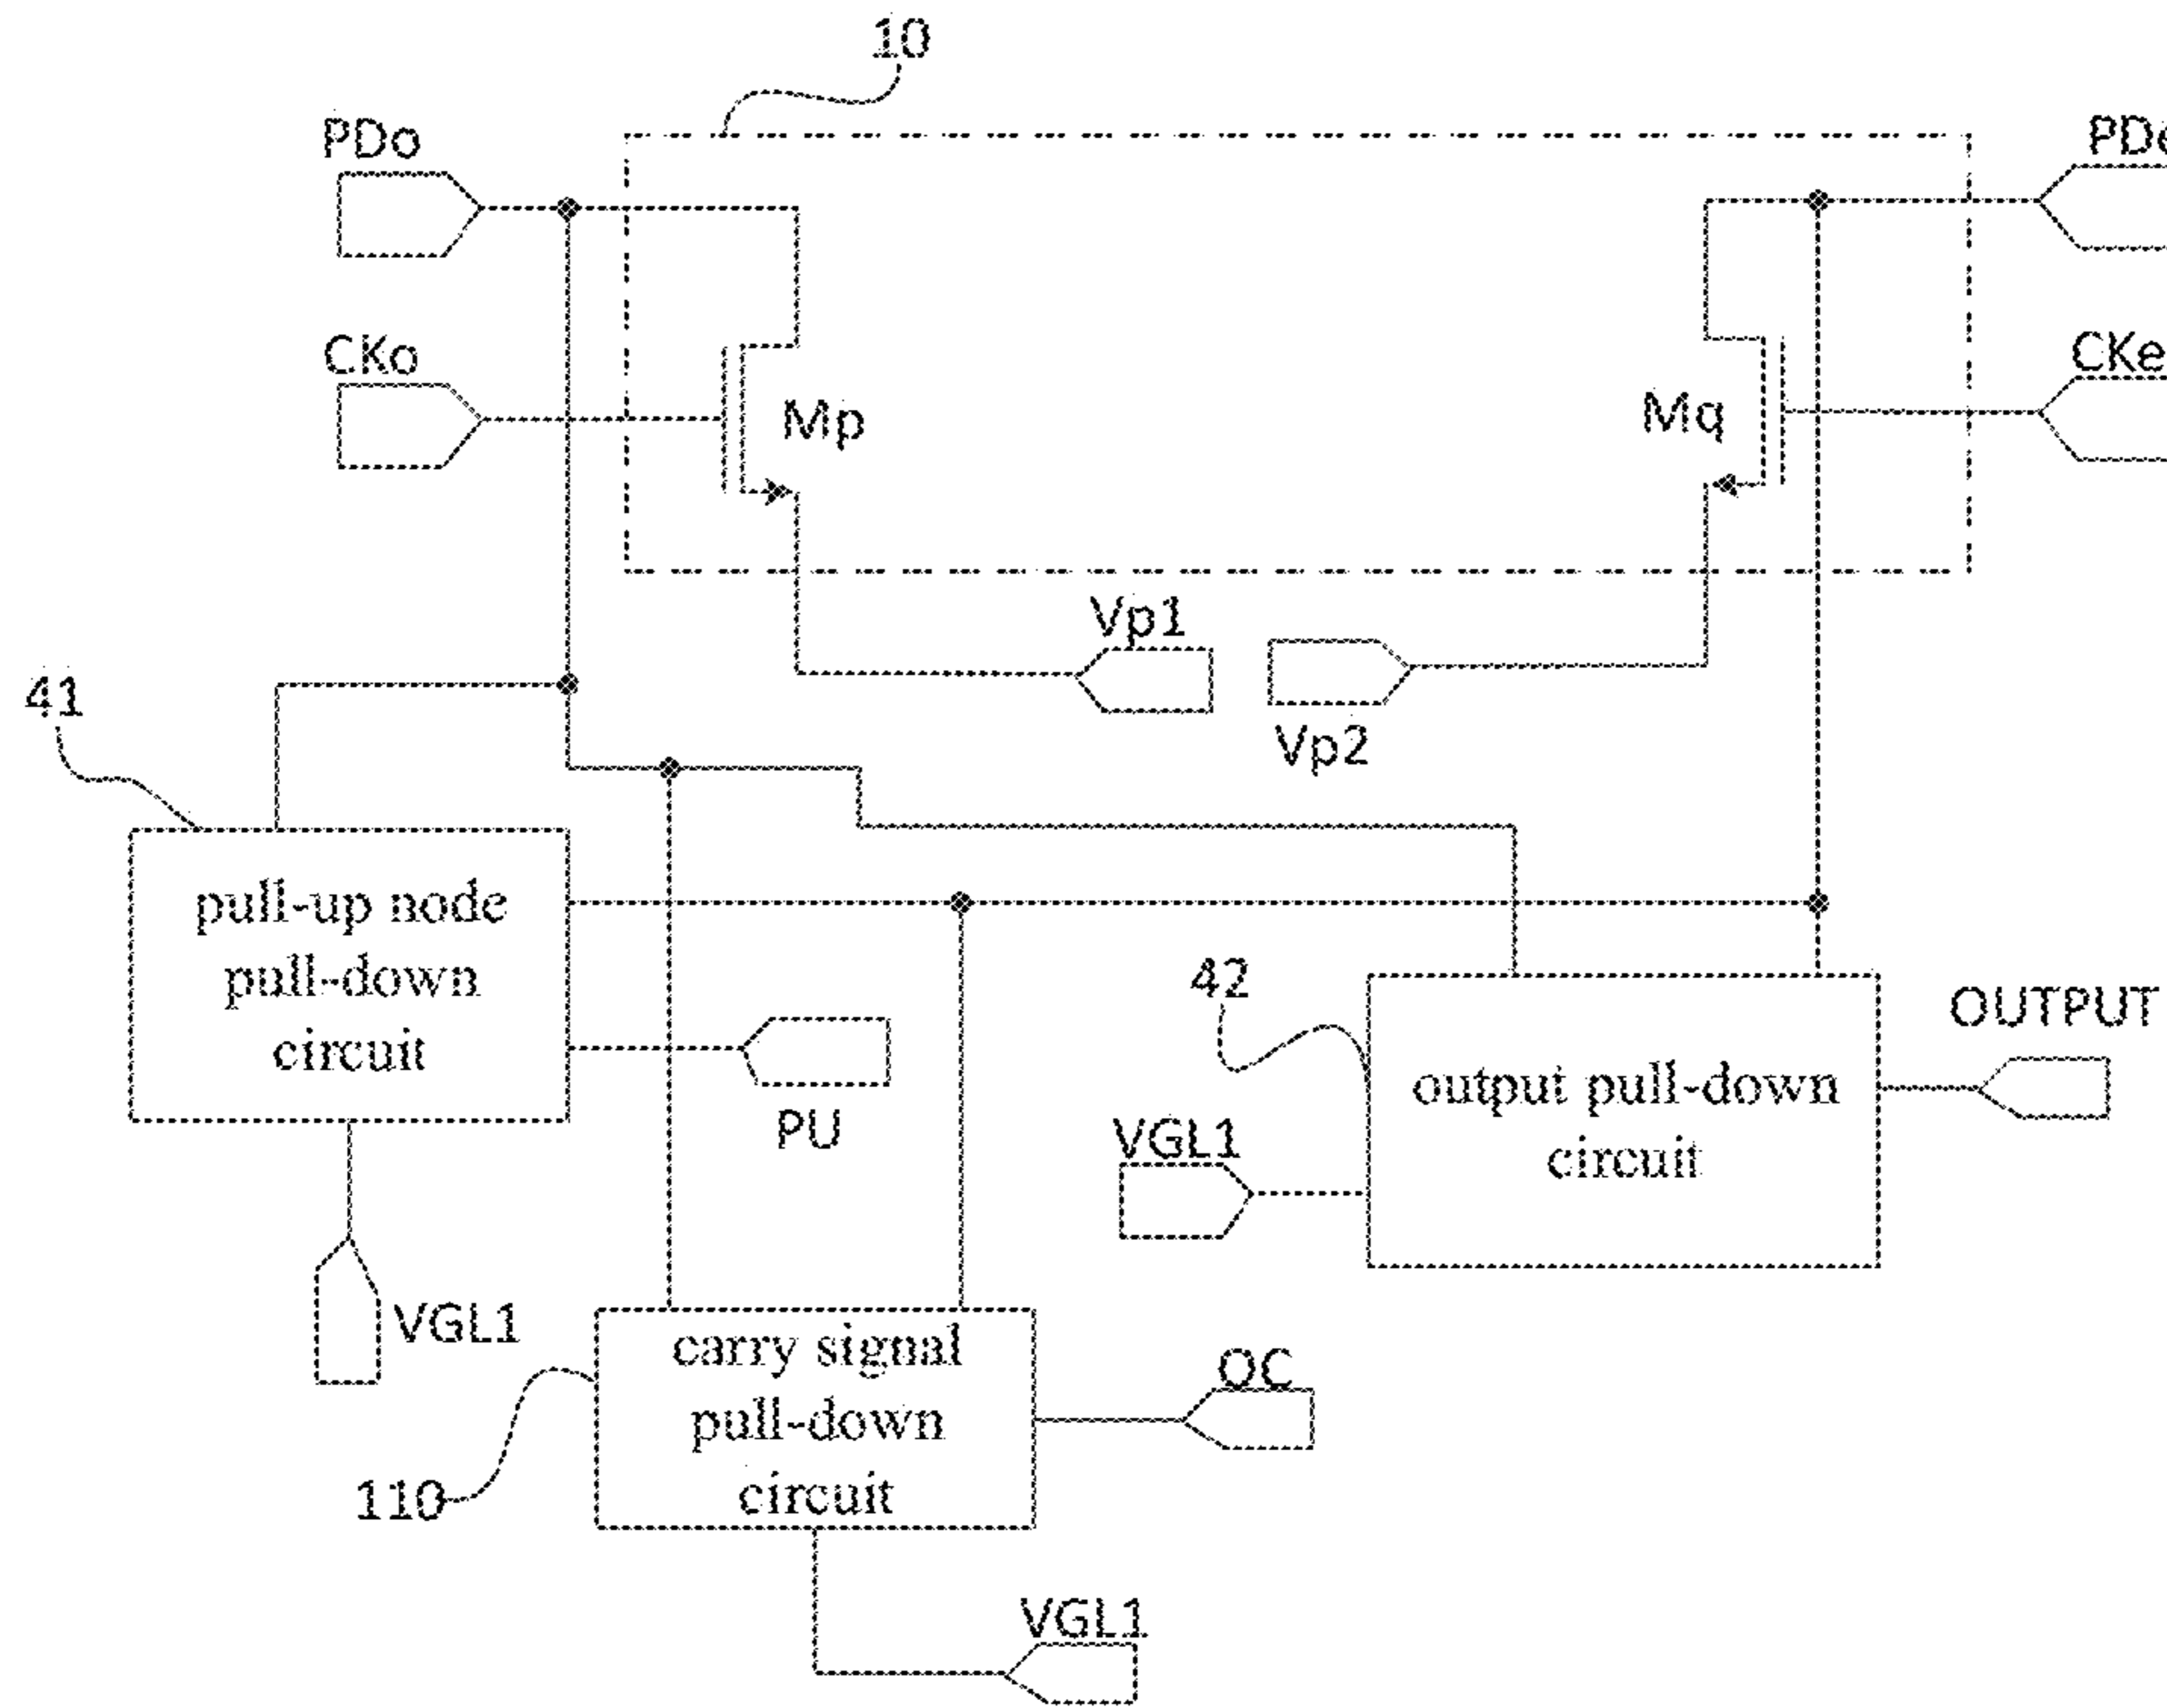 10
PDo
PDe
CKo
CKe
Mp
Mq
Vp1
Vp2
41
pull-up node
pull-down
circuit
42
OUTPUT
output pull-down
circuit
PU
VGL1
VGL1
carry signal
pull-down
circuit
OC
110
VGL1